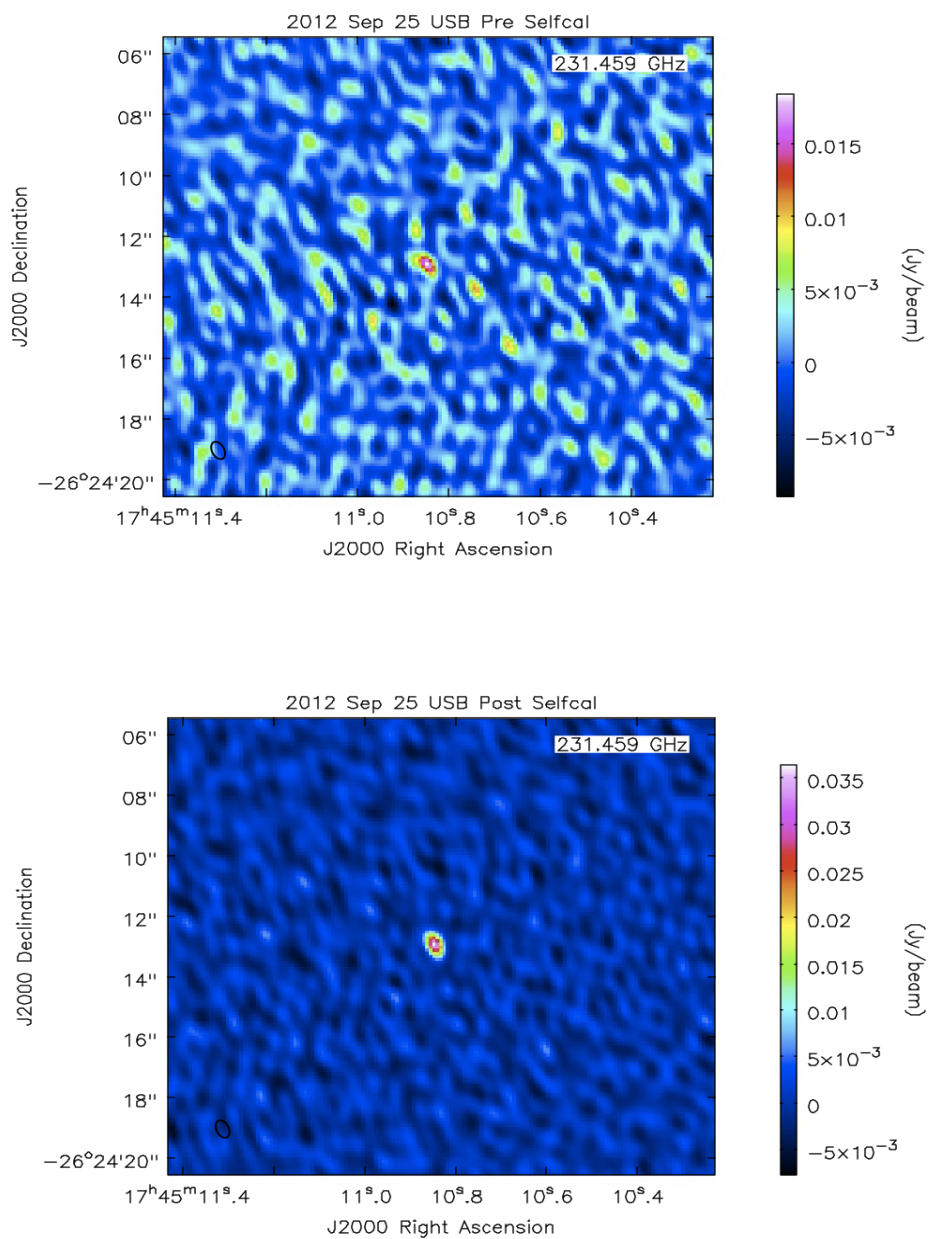 2012 Sep 25 USB Pre Selfcal
231.459 GHz
06"
08"
10"
12"
14"
16"
18"
−26°24'20"
J2000 Declination
17ʰ45ᵐ11ˢ.4
11ˢ.0
10ˢ.8
10ˢ.6
10ˢ.4
J2000 Right Ascension
0.015
0.01
5×10⁻³
0
−5×10⁻³
(Jy/beam)
2012 Sep 25 USB Post Selfcal
231.459 GHz
06"
08"
10"
12"
14"
16"
18"
−26°24'20"
J2000 Declination
17ʰ45ᵐ11ˢ.4
11ˢ.0
10ˢ.8
10ˢ.6
10ˢ.4
J2000 Right Ascension
0.035
0.03
0.025
0.02
0.015
0.01
5×10⁻³
0
−5×10⁻³
(Jy/beam)